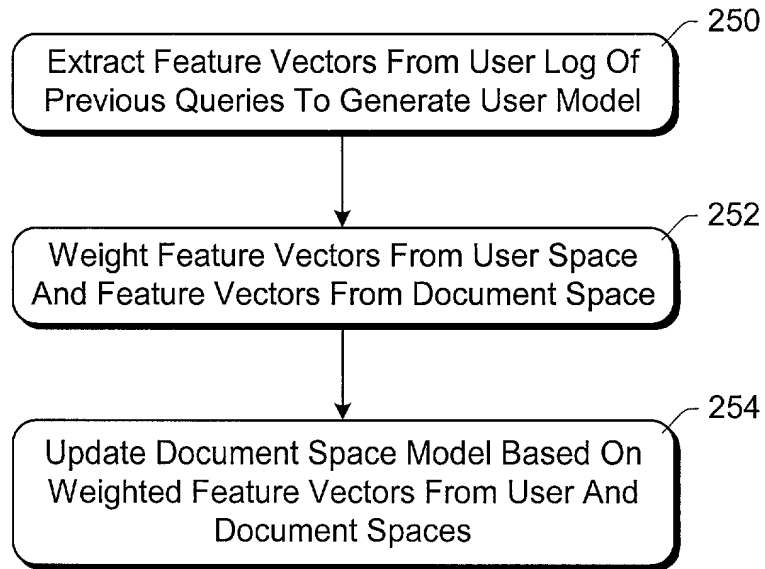 250
Extract Feature Vectors From User Log Of
Previous Queries To Generate User Model
252
Weight Feature Vectors From User Space
And Feature Vectors From Document Space
254
Update Document Space Model Based On
Weighted Feature Vectors From User And
Document Spaces